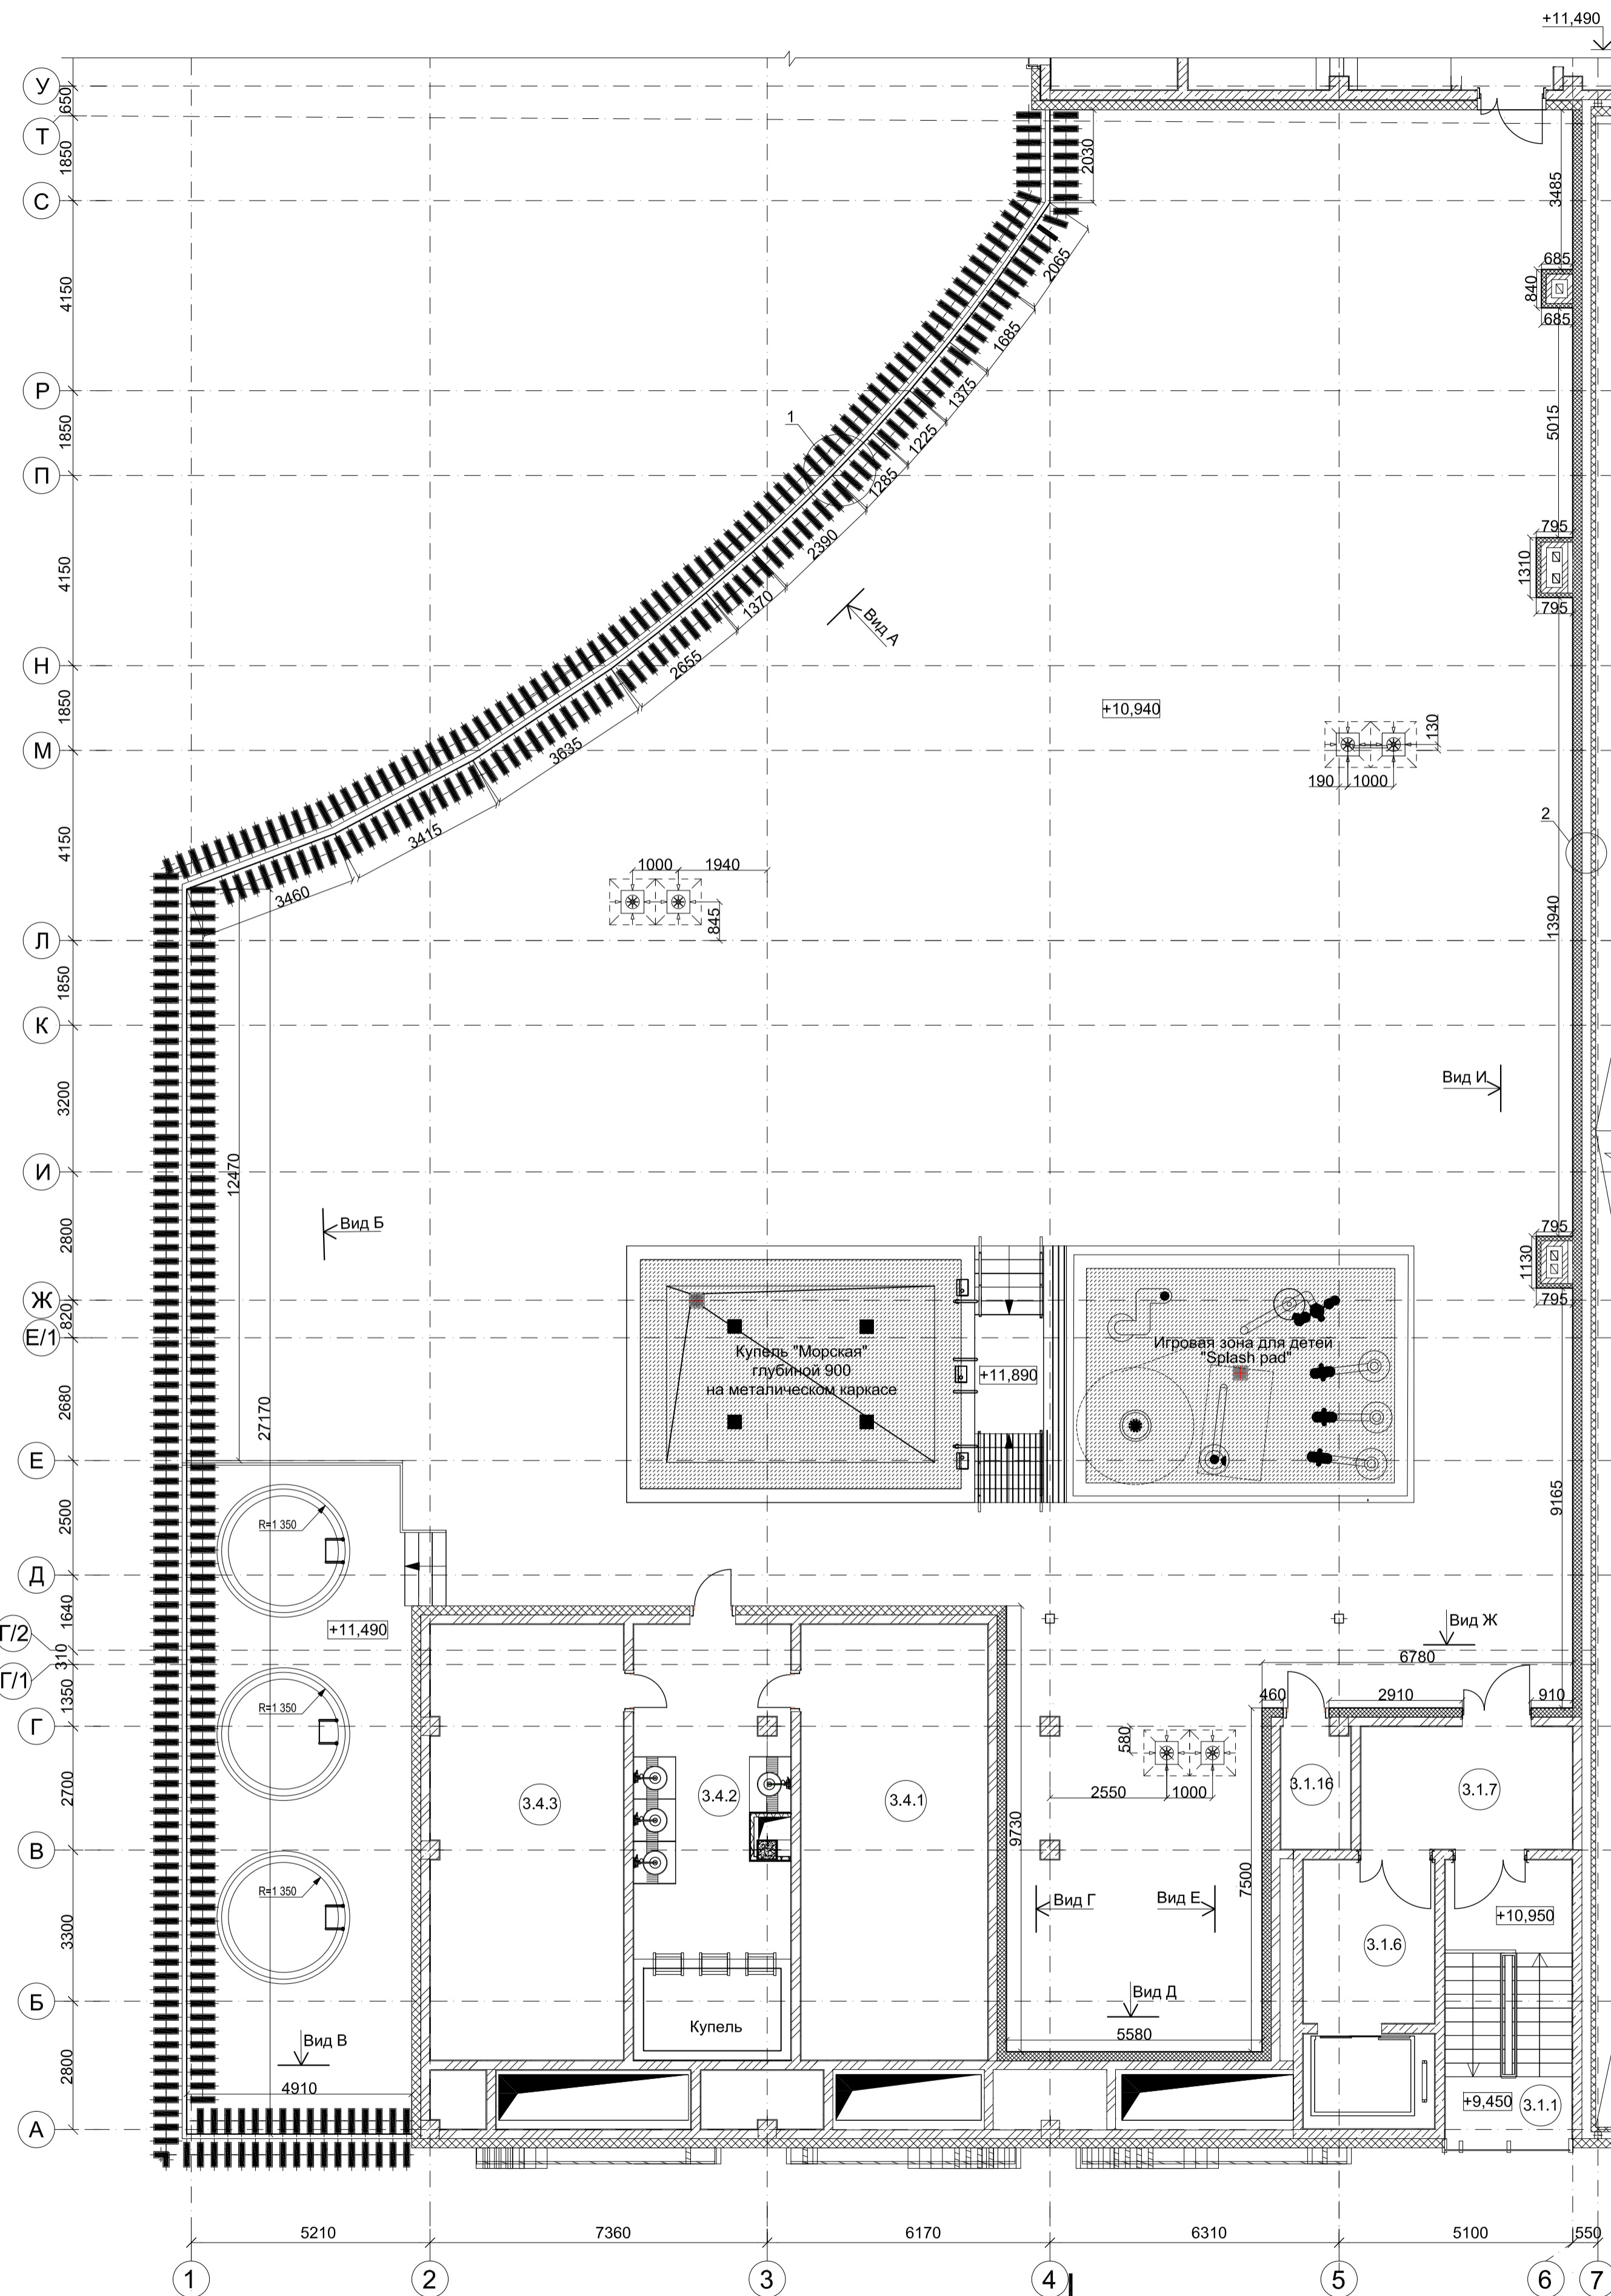 +11,490
У
650
Т
1850
2030
3485
С
685
840
685
4150
2065
1685
Р
1375
1
1225
1850
5015
П
1285
795
2390
1310
4150
1370
795
Вид А
Н
2655
1850
+10,940
130
М
3635
190
1000
2
3415
4150
1000
1940
3460
845
13940
Л
1850
К
Вид И
3200
12470
И
Вид Б
2800
795
1130
795
Ж
820
Е/1
Купель "Морская"
глубиной 900
на металическом каркасе
+11,890
Игровая зона для детей
"Splash pad"
2680
27170
Е
2500
R=1 350
9165
Д
1640
+11,490
Г/2
310
Г/1
1350
Вид Ж
6780
460
2910
910
R=1 350
Г
580
2550
1000
3.4.3
3.4.2
3.4.1
3.1.16
3.1.7
2700
9730
7500
В
R=1 350
Вид Г
Вид Е
+10,950
3300
3.1.6
Б
Вид Д
Купель
5580
Вид В
2800
4910
+9,450
3.1.1
А
5210
7360
6170
6310
5100
550
1
2
3
4
5
6
7